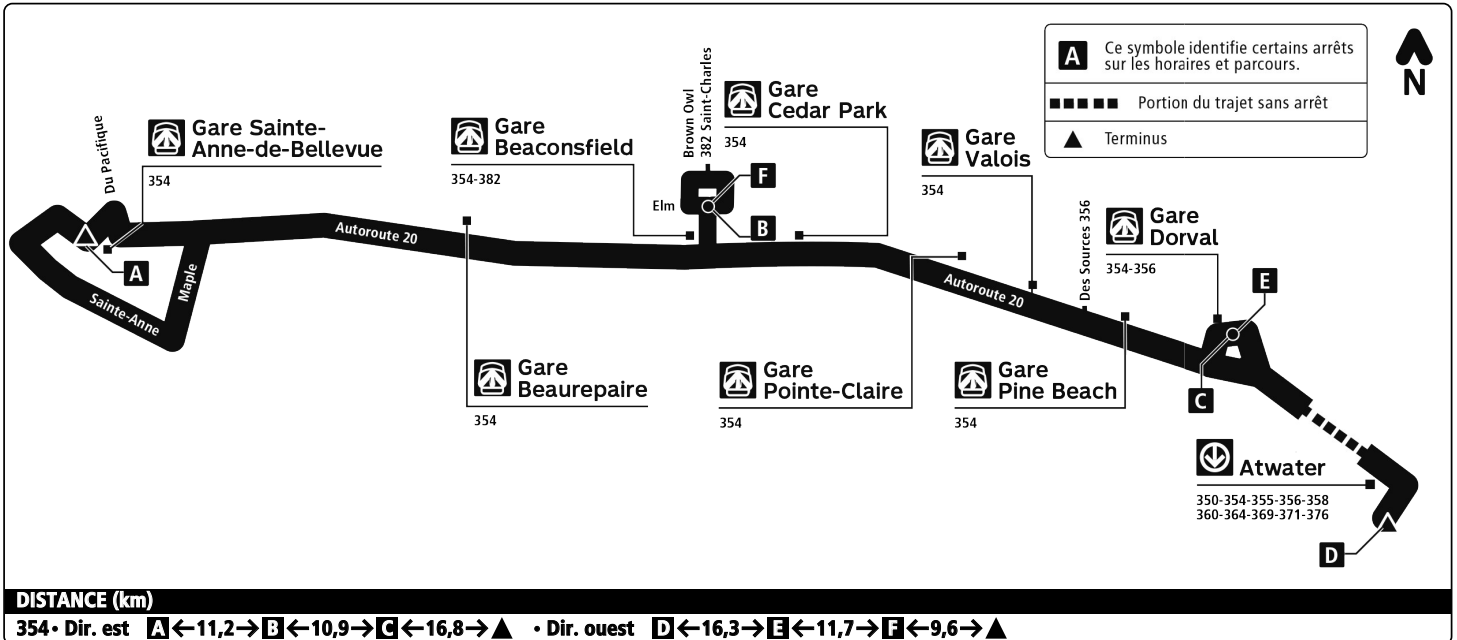 A
Ce symbole identifie certains arrêts
sur les horaires et parcours.
Portion du trajet sans arrêt
Terminus
N
Du Pacifique
Gare Sainte-
Anne-de-Bellevue
354
Gare
Beaconsfield
354-382
Brown Owl
382 Saint-Charles
Gare
Cedar Park
354
Gare
Valois
354
Des Sources 356
Gare
Dorval
354-356
Elm
F
B
E
A
Autoroute 20
Autoroute 20
Maple
Sainte-Anne
Gare
Beaurepaire
354
Gare
Pointe-Claire
354
Gare
Pine Beach
354
C
Atwater
350-354-355-356-358
360-364-369-371-376
D
DISTANCE (km)
354 • Dir. est A ←11,2→ B ←10,9→ C ←16,8→ ▲ • Dir. ouest D ←16,3→ E ←11,7→ F ←9,6→ ▲